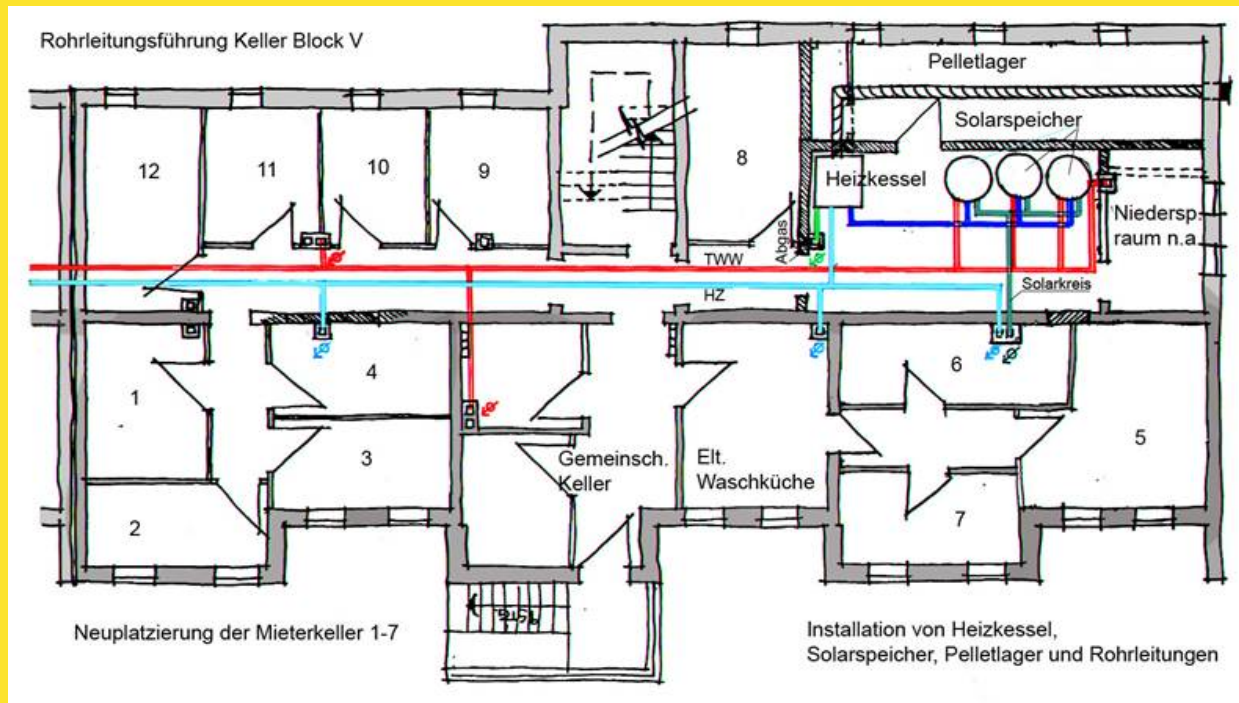 Rohrleitungsführung Keller Block V
Pelletlager
Solarspeicher
12
11
10
9
8
Heizkessel
Niedersp.
raum n.a.
Abgas
TWW
HZ
Solarkreis
1
4
6
3
5
Gemeinsch.
Keller
Elt.
Waschküche
2
7
Neuplatzierung der Mieterkeller 1-7
Installation von Heizkessel,
Solarspeicher, Pelletlager und Rohrleitungen